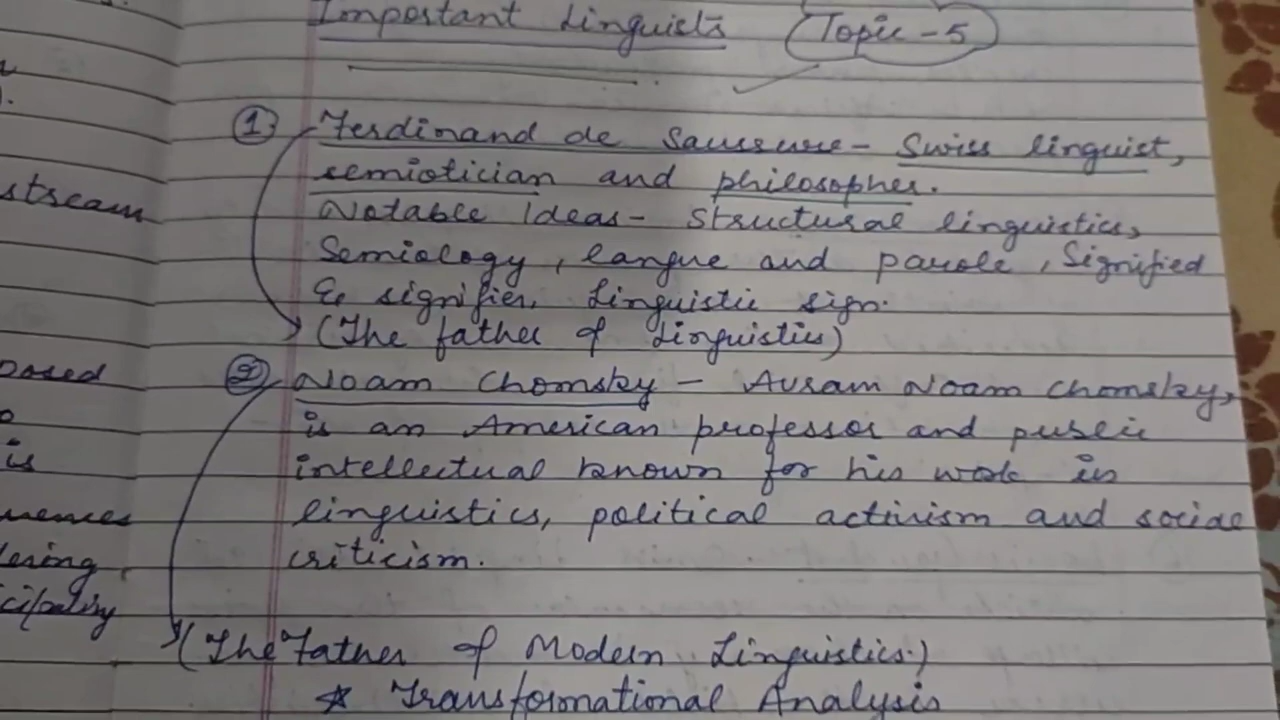 Important Linguists (Topic - 5)
① Ferdinand de Saussure - Swiss linguist,
semiotician and philosopher.
Notable Ideas - Structural linguistics,
Semiology, langue and parole, Signified
& signifier, Linguistic sign.
(The father of Linguistics)
② Noam Chomsky - Avram Noam Chomsky,
is an American professor and public
intellectual known for his work in
linguistics, political activism and social
criticism.
(The Father of Modern Linguistics.)
☆ Transformational Analysis
stream
is